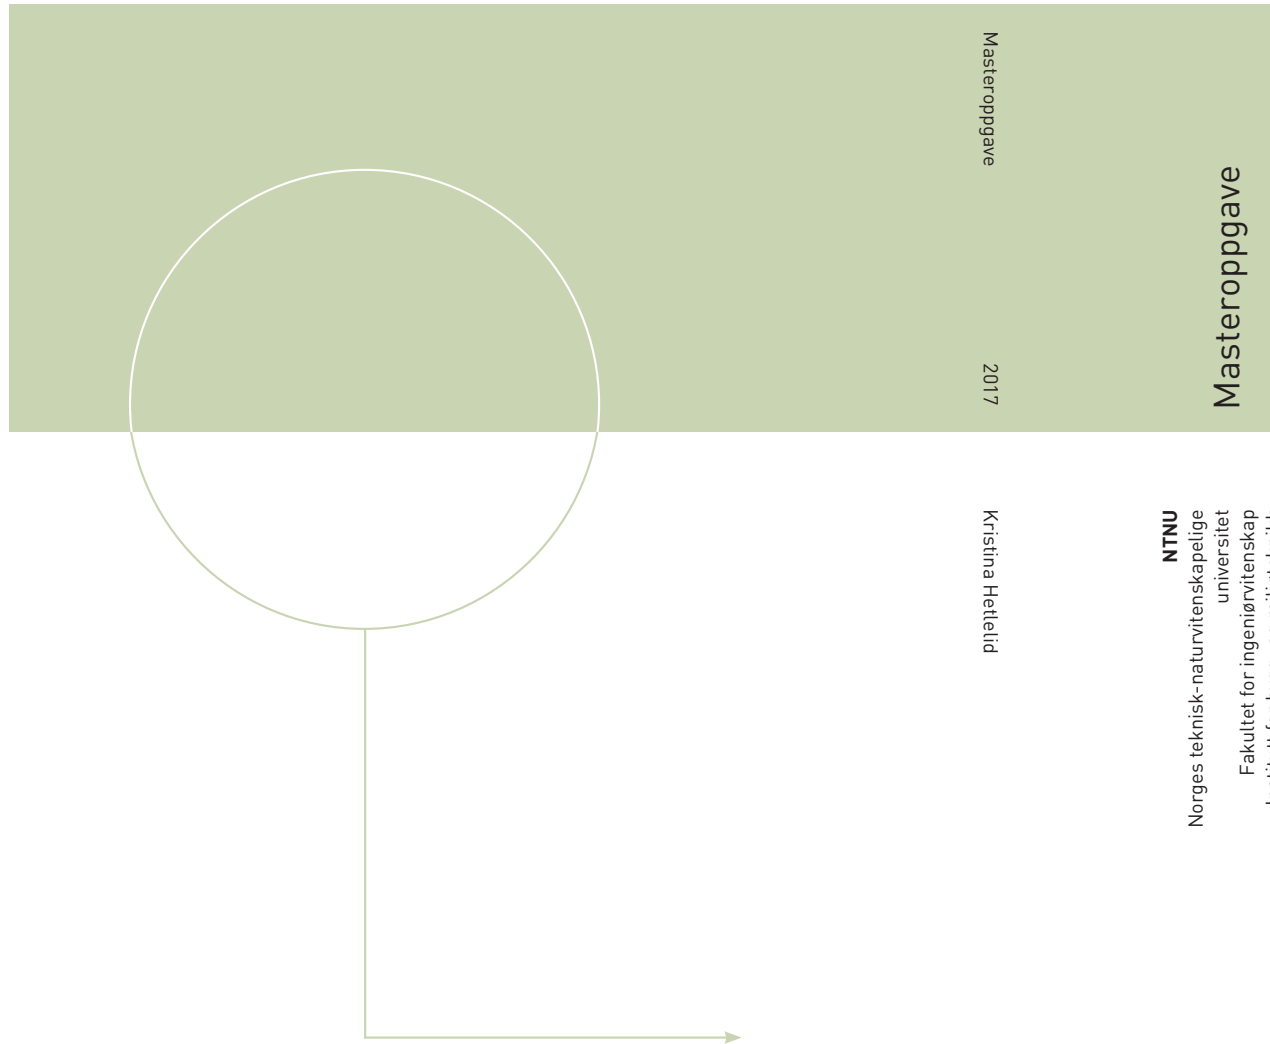 Masteroppgave
2017
Kristina Hetlelid
Masteroppgave
NTNU
Norges teknisk-naturvitenskapelige
universitet
Fakultet for ingeniørvitenskap